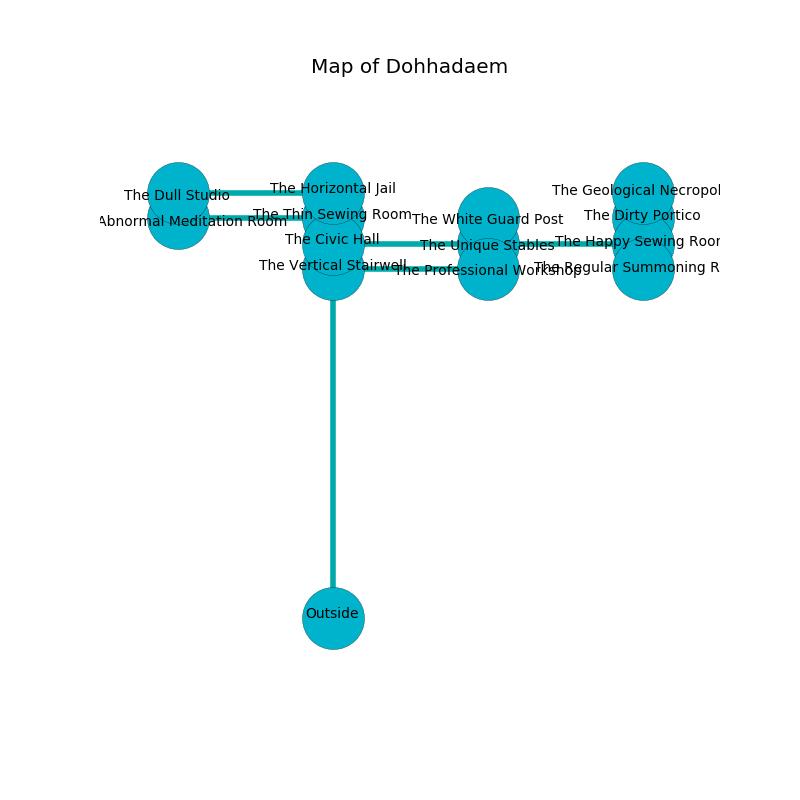 Map of Dohhadaem
The Dull Studio
The Horizontal Jail
The Geological Necropol
Abnormal Meditation Room
The Thin Sewing Room
The White Guard Post
The Dirty Portico
The Civic Hall
The Unique Stables
The Happy Sewing Roor
The Vertical Stairwell
The Professional Workshop
The Regular Summoning R
Outside